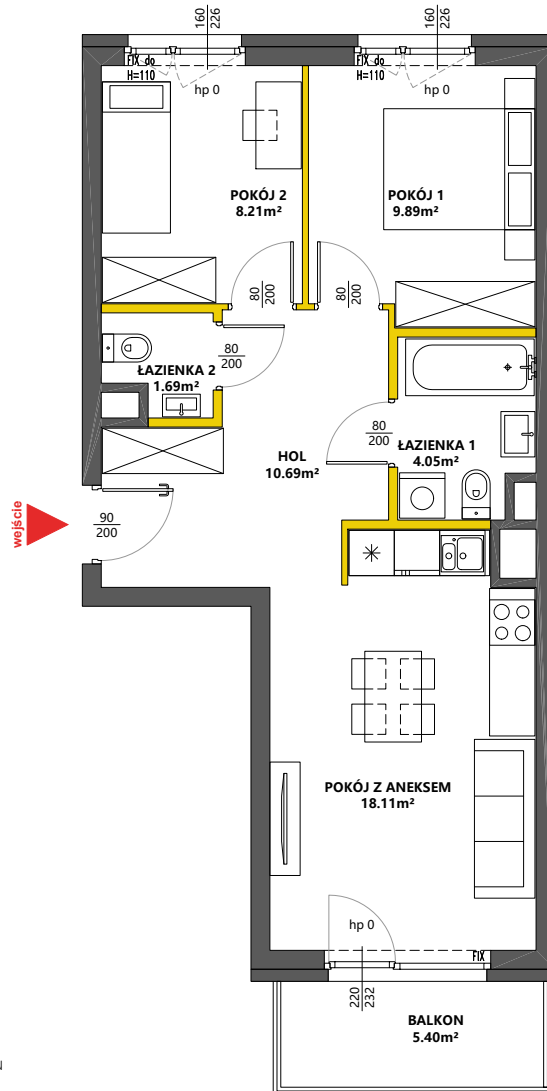 160
226
160
226
FIX do
H=110
FIX do
H=110
hp 0
hp 0
POKÓJ 2
8.21m²
POKÓJ 1
9.89m²
80
200
80
200
80
200
ŁAZIENKA 2
1.69m²
80
200
HOL
10.69m²
ŁAZIENKA 1
4.05m²
wejście
90
200
POKÓJ Z ANEKSEM
18.11m²
hp 0
FIX
220
232
BALKON
5.40m²